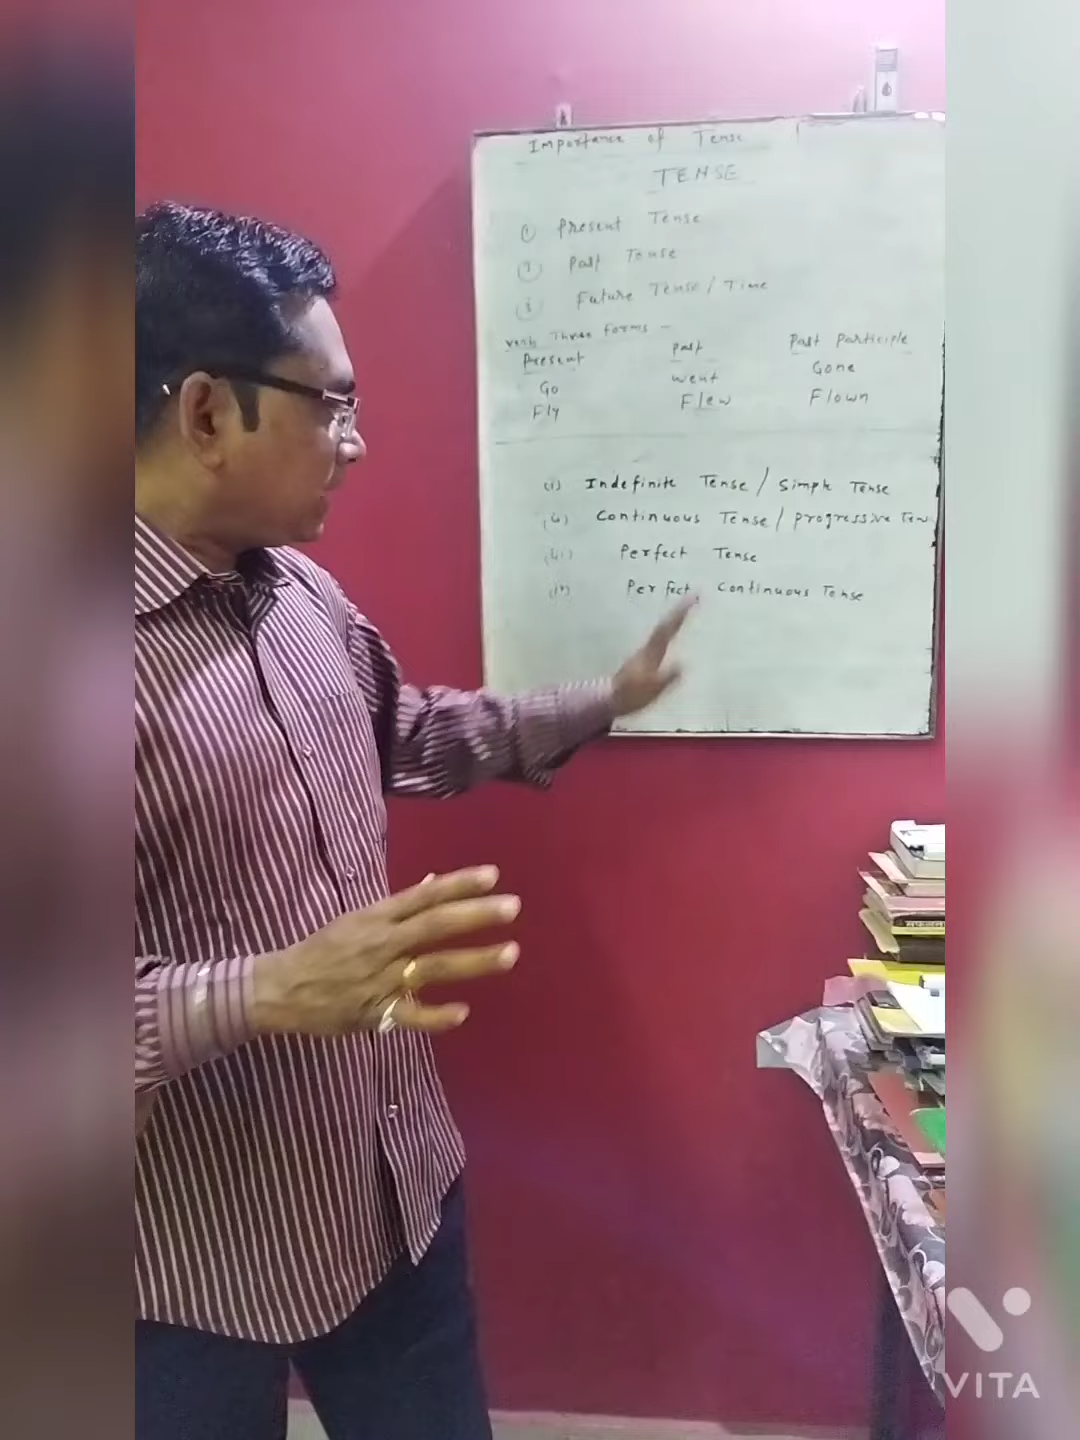 Importance of Tense
TENSE
① Present Tense
② Past Tense
③ Future Tense / Time
verb Three forms -
Present Past Past Participle
Go went Gone
Fly Flew Flown
(i) Indefinite Tense / Simple Tense
(ii) Continuous Tense / progressive Ten
(iii) Perfect Tense
(iv) Perfect Continuous Tense
VITA